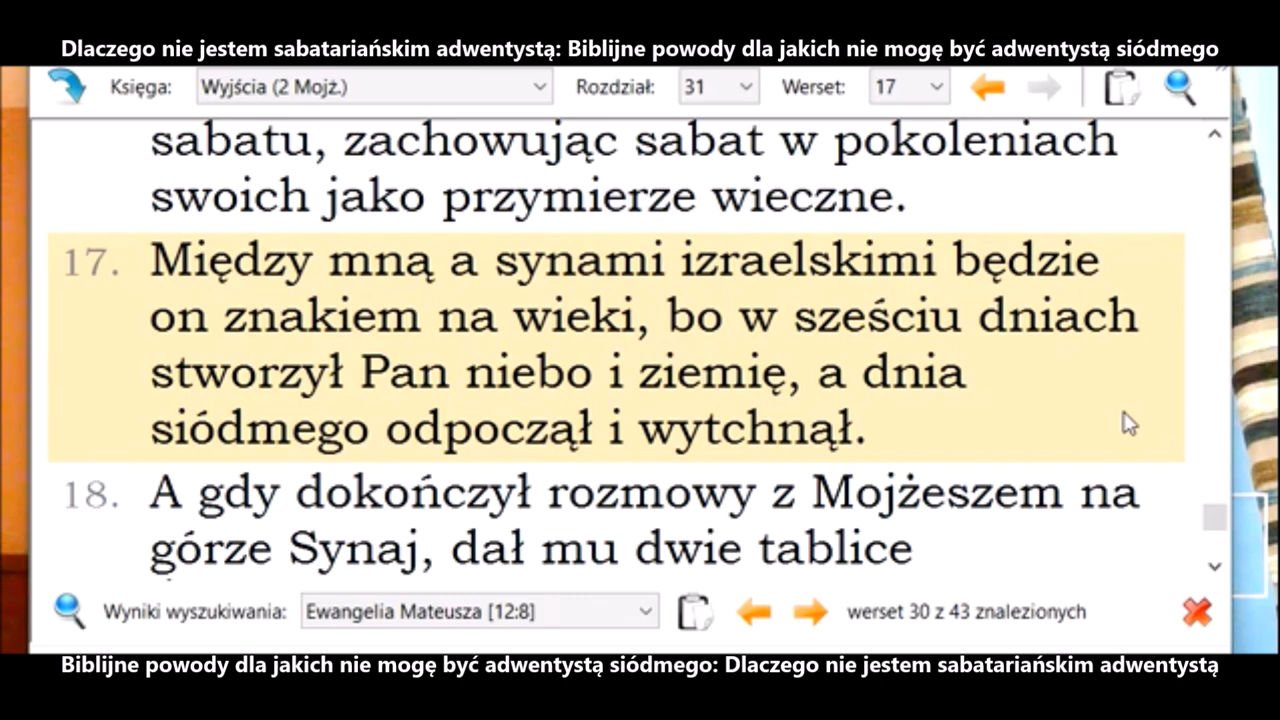 Dlaczego nie jestem sabatariańskim adwentystą: Biblijne powody dla jakich nie mogę być adwentystą siódmego
Księga: Wyjścia (2 Mojż.) Rozdział: 31 Werset: 17
sabatu, zachowując sabat w pokoleniach
swoich jako przymierze wieczne.
17. Między mną a synami izraelskimi będzie
on znakiem na wieki, bo w sześciu dniach
stworzył Pan niebo i ziemię, a dnia
siódmego odpoczął i wytchnął.
18. A gdy dokończył rozmowy z Mojżeszem na
górze Synaj, dał mu dwie tablice
Wyniki wyszukiwania: Ewangelia Mateusza [12:8] werset 30 z 43 znalezionych
Biblijne powody dla jakich nie mogę być adwentystą siódmego: Dlaczego nie jestem sabatariańskim adwentystą